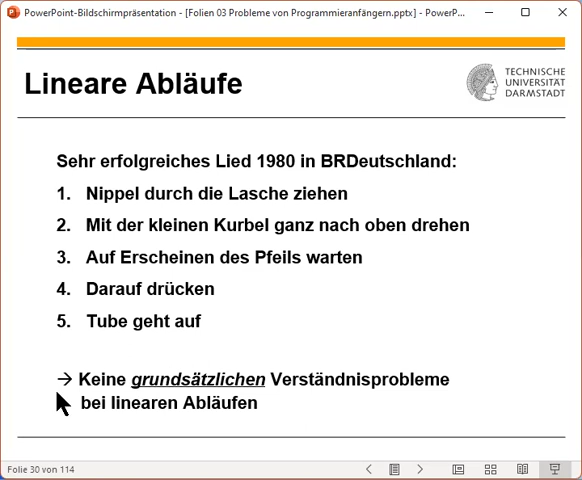 PowerPoint-Bildschirmpräsentation - [Folien 03 Probleme von Programmieranfängern.pptx] - PowerP...
Lineare Abläufe
TECHNISCHE
UNIVERSITÄT
DARMSTADT
Sehr erfolgreiches Lied 1980 in BRDeutschland:
1. Nippel durch die Lasche ziehen
2. Mit der kleinen Kurbel ganz nach oben drehen
3. Auf Erscheinen des Pfeils warten
4. Darauf drücken
5. Tube geht auf
→ Keine grundsätzlichen Verständnisprobleme
bei linearen Abläufen
Folie 30 von 114